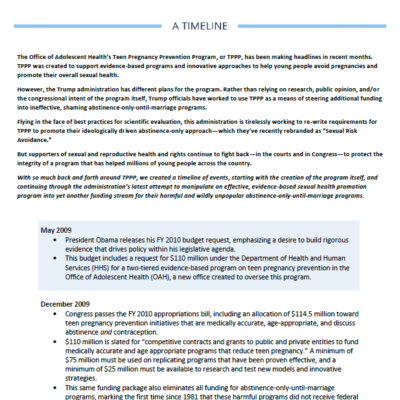 A TIMELINE
The Office of Adolescent Health's Teen Pregnancy Prevention Program, or TPPP, has been making headlines in recent months.
TPPP was created to support evidence-based programs and innovative approaches to help young people avoid pregnancies and
promote their overall sexual health.
However, the Trump administration has different plans for the program. Rather than relying on research, public opinion, and/or
the congressional intent of the program itself, Trump officials have worked to use TPPP as a means of steering additional funding
into ineffective, shaming abstinence-only-until-marriage programs.
Flying in the face of best practices for scientific evaluation, this administration is tirelessly working to re-write requirements for
TPPP to promote their ideologically driven abstinence-only approach—which they've recently rebranded as "Sexual Risk
Avoidance."
But supporters of sexual and reproductive health and rights continue to fight back—in the courts and in Congress—to protect the
integrity of a program that has helped millions of young people across the country.
With so much back and forth around TPPP, we created a timeline of events, starting with the creation of the program itself, and
continuing through the administration's latest attempt to manipulate an effective, evidence-based sexual health promotion
program into yet another funding stream for their harmful and wildly unpopular abstinence-only-until-marriage programs.
May 2009
• President Obama releases his FY 2010 budget request, emphasizing a desire to build rigorous
evidence that drives policy within his legislative agenda.
• This budget includes a request for $110 million under the Department of Health and Human
Services (HHS) for a two-tiered evidence-based program on teen pregnancy prevention in the
Office of Adolescent Health (OAH), a new office created to oversee this program.
December 2009
• Congress passes the FY 2010 appropriations bill, including an allocation of $114.5 million toward
teen pregnancy prevention initiatives that are medically accurate, age-appropriate, and discuss
abstinence and contraception.
• $110 million is slated for "competitive contracts and grants to public and private entities to fund
medically accurate and age appropriate programs that reduce teen pregnancy." A minimum of
$75 million must be used on replicating programs that have been proven effective, and a
minimum of $25 million must be available to research and test new models and innovative
strategies.
• This same funding package also eliminates all funding for abstinence-only-until-marriage
programs, marking the first time since 1981 that these harmful programs did not receive federal